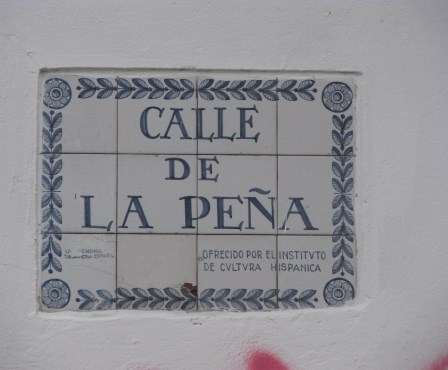 CALLE
DE
LA PEÑA
OFRECIDO POR EL INSTITVTO
DE CVLTVRA HISPANICA